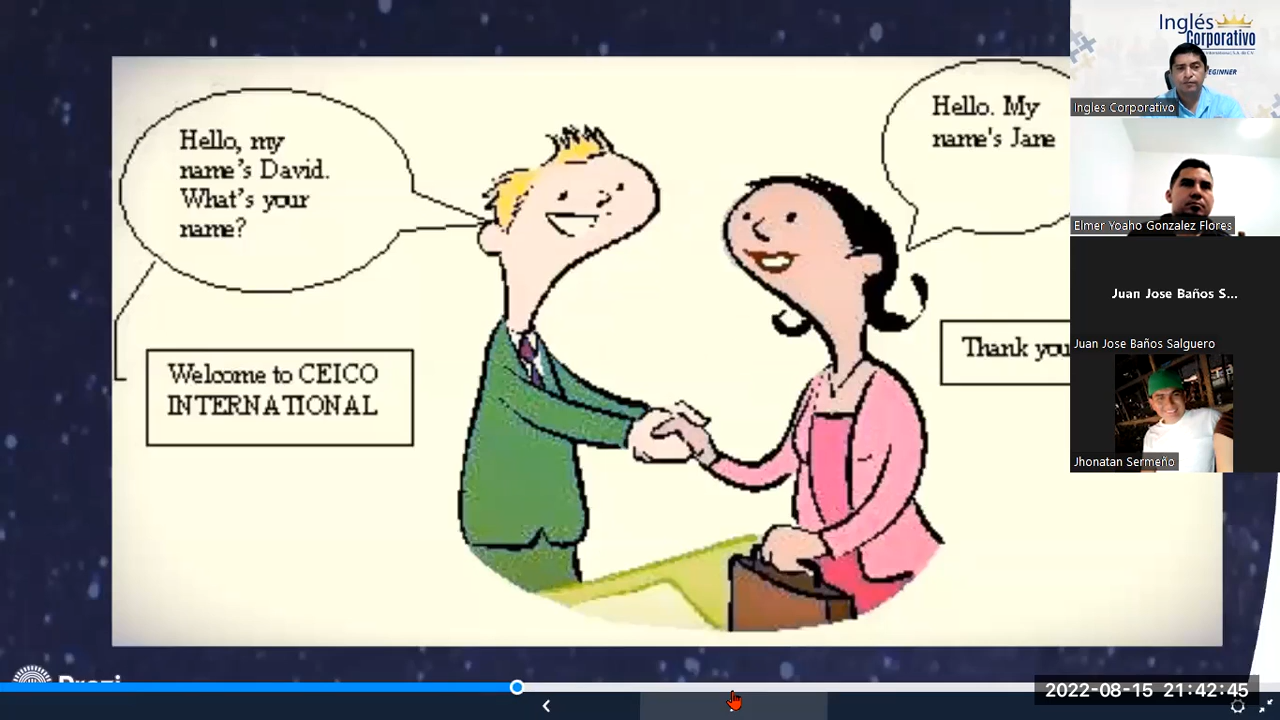 Hello, my
name's David.
What's your
name?
Welcome to CEICO
INTERNATIONAL
Hello. My
name's Jane
Thank you
Inglés
Corporativo
Ingles Corporativo
Elmer Yoaho Gonzalez Flores
Juan Jose Baños S...
Juan Jose Baños Salguero
Jhonatan Sermeño
Prezi
2022-08-15 21:42:45